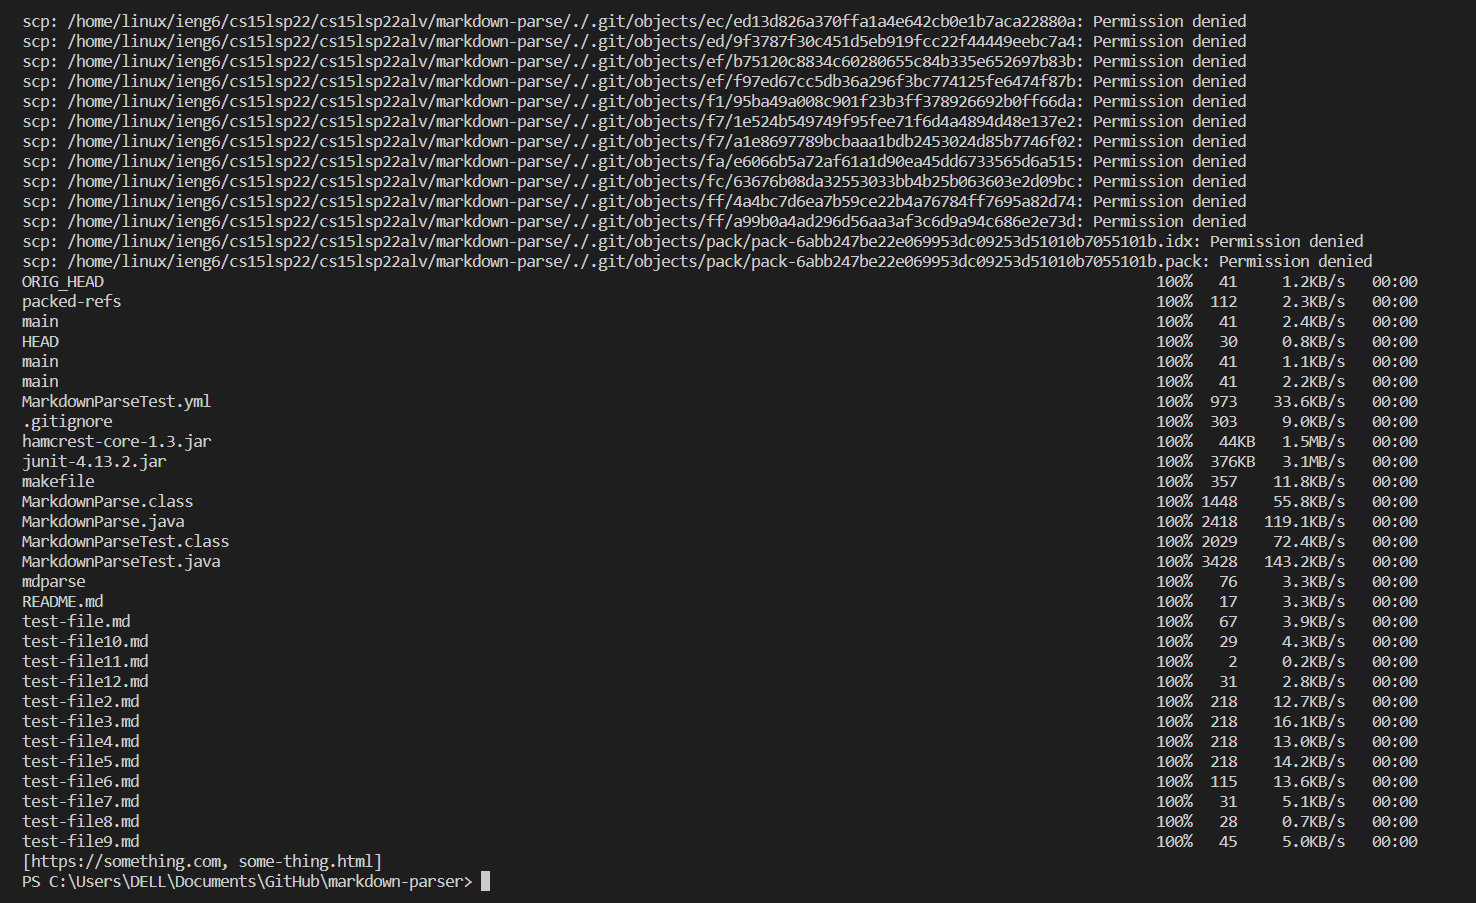 scp: /home/linux/ieng6/cs15lsp22/cs15lsp22alv/markdown-parse/./.git/objects/ec/ed13d826a370ffa1a4e642cb0e1b7aca22880a: Permission denied
scp: /home/linux/ieng6/cs15lsp22/cs15lsp22alv/markdown-parse/./.git/objects/ed/9f3787f30c451d5eb919fcc22f44449eebc7a4: Permission denied
scp: /home/linux/ieng6/cs15lsp22/cs15lsp22alv/markdown-parse/./.git/objects/ef/b75120c8834c60280655c84b335e652697b83b: Permission denied
scp: /home/linux/ieng6/cs15lsp22/cs15lsp22alv/markdown-parse/./.git/objects/ef/f97ed67cc5db36a296f3bc774125fe6474f87b: Permission denied
scp: /home/linux/ieng6/cs15lsp22/cs15lsp22alv/markdown-parse/./.git/objects/f1/95ba49a008c901f23b3ff378926692b0ff66da: Permission denied
scp: /home/linux/ieng6/cs15lsp22/cs15lsp22alv/markdown-parse/./.git/objects/f7/1e524b549749f95fee71f6d4a4894d48e137e2: Permission denied
scp: /home/linux/ieng6/cs15lsp22/cs15lsp22alv/markdown-parse/./.git/objects/f7/a1e8697789bcbaaa1bdb2453024d85b7746f02: Permission denied
scp: /home/linux/ieng6/cs15lsp22/cs15lsp22alv/markdown-parse/./.git/objects/fa/e6066b5a72af61a1d90ea45dd6733565d6a515: Permission denied
scp: /home/linux/ieng6/cs15lsp22/cs15lsp22alv/markdown-parse/./.git/objects/fc/63676b08da32553033bb4b25b063603e2d09bc: Permission denied
scp: /home/linux/ieng6/cs15lsp22/cs15lsp22alv/markdown-parse/./.git/objects/ff/4a4bc7d6ea7b59ce22b4a76784ff7695a82d74: Permission denied
scp: /home/linux/ieng6/cs15lsp22/cs15lsp22alv/markdown-parse/./.git/objects/ff/a99b0a4ad296d56aa3af3c6d9a94c686e2e73d: Permission denied
scp: /home/linux/ieng6/cs15lsp22/cs15lsp22alv/markdown-parse/./.git/objects/pack/pack-6abb247be22e069953dc09253d51010b7055101b.idx: Permission denied
scp: /home/linux/ieng6/cs15lsp22/cs15lsp22alv/markdown-parse/./.git/objects/pack/pack-6abb247be22e069953dc09253d51010b7055101b.pack: Permission denied
ORIG_HEAD 100% 41 1.2KB/s 00:00
packed-refs 100% 112 2.3KB/s 00:00
main 100% 41 2.4KB/s 00:00
HEAD 100% 30 0.8KB/s 00:00
main 100% 41 1.1KB/s 00:00
main 100% 41 2.2KB/s 00:00
MarkdownParseTest.yml 100% 973 33.6KB/s 00:00
.gitignore 100% 303 9.0KB/s 00:00
hamcrest-core-1.3.jar 100% 44KB 1.5MB/s 00:00
junit-4.13.2.jar 100% 376KB 3.1MB/s 00:00
makefile 100% 357 11.8KB/s 00:00
MarkdownParse.class 100% 1448 55.8KB/s 00:00
MarkdownParse.java 100% 2418 119.1KB/s 00:00
MarkdownParseTest.class 100% 2029 72.4KB/s 00:00
MarkdownParseTest.java 100% 3428 143.2KB/s 00:00
mdparse 100% 76 3.3KB/s 00:00
README.md 100% 17 3.3KB/s 00:00
test-file.md 100% 67 3.9KB/s 00:00
test-file10.md 100% 29 4.3KB/s 00:00
test-file11.md 100% 2 0.2KB/s 00:00
test-file12.md 100% 31 2.8KB/s 00:00
test-file2.md 100% 218 12.7KB/s 00:00
test-file3.md 100% 218 16.1KB/s 00:00
test-file4.md 100% 218 13.0KB/s 00:00
test-file5.md 100% 218 14.2KB/s 00:00
test-file6.md 100% 115 13.6KB/s 00:00
test-file7.md 100% 31 5.1KB/s 00:00
test-file8.md 100% 28 0.7KB/s 00:00
test-file9.md 100% 45 5.0KB/s 00:00
[https://something.com, some-thing.html]
PS C:\Users\DELL\Documents\GitHub\markdown-parser>